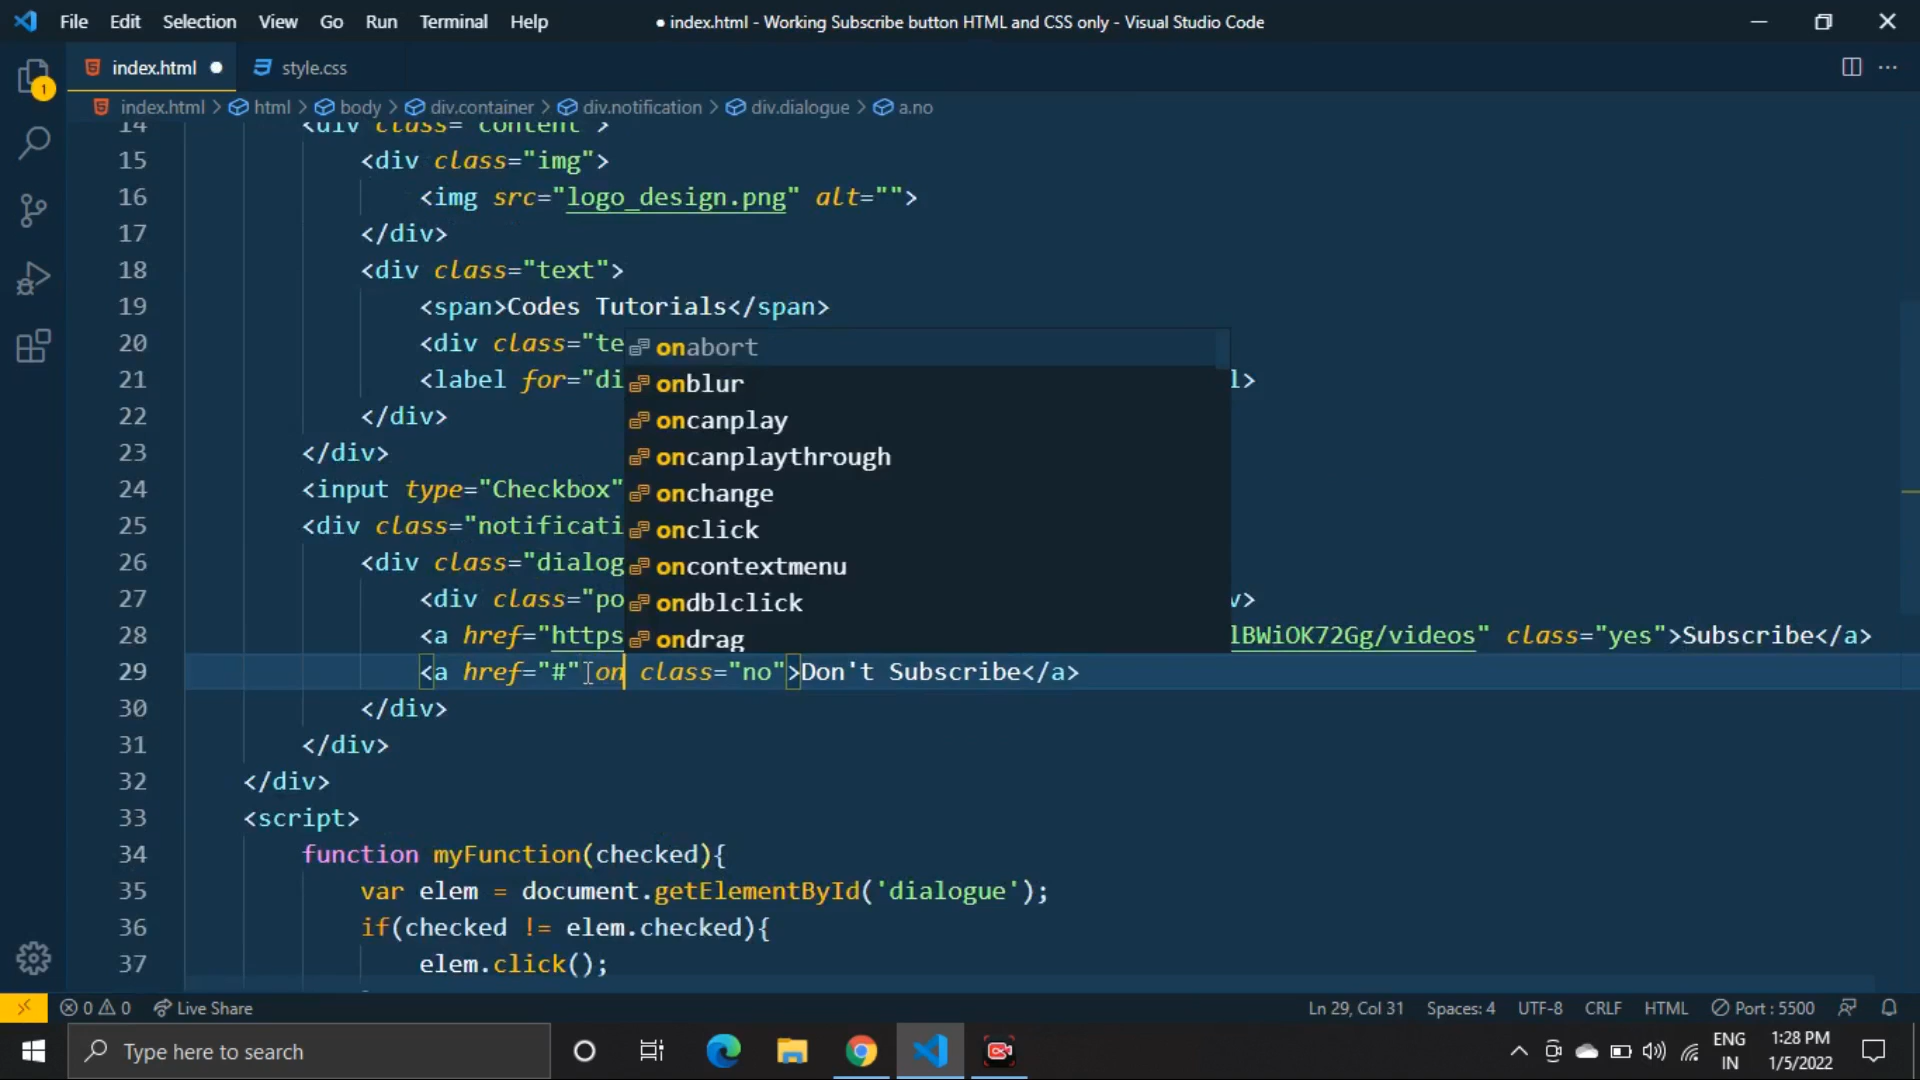 File Edit Selection View Go Run Terminal Help
● index.html - Working Subscribe button HTML and CSS only - Visual Studio Code
index.html ● style.css
1
index.html > html > body > div.container > div.notification > div.dialogue > a.no
14 <div class="content">
15 <div class="img">
16 <img src="logo_design.png" alt="">
17 </div>
18 <div class="text">
19 <span>Codes Tutorials</span>
20 <div class="te
21 <label for="di l>
22 </div>
23 </div>
24 <input type="Checkbox"
25 <div class="notificati
26 <div class="dialog
27 <div class="po v>
28 <a href="https lBWiOK72Gg/videos" class="yes">Subscribe</a>
29 <a href="#" on class="no">Don't Subscribe</a>
30 </div>
31 </div>
32 </div>
33 <script>
34 function myFunction(checked){
35 var elem = document.getElementById('dialogue');
36 if(checked != elem.checked){
37 elem.click();
onabort
onblur
oncanplay
oncanplaythrough
onchange
onclick
oncontextmenu
ondblclick
ondrag
0 0 Live Share
Ln 29, Col 31 Spaces: 4 UTF-8 CRLF HTML Port : 5500
Type here to search
ENG
IN
1:28 PM
1/5/2022